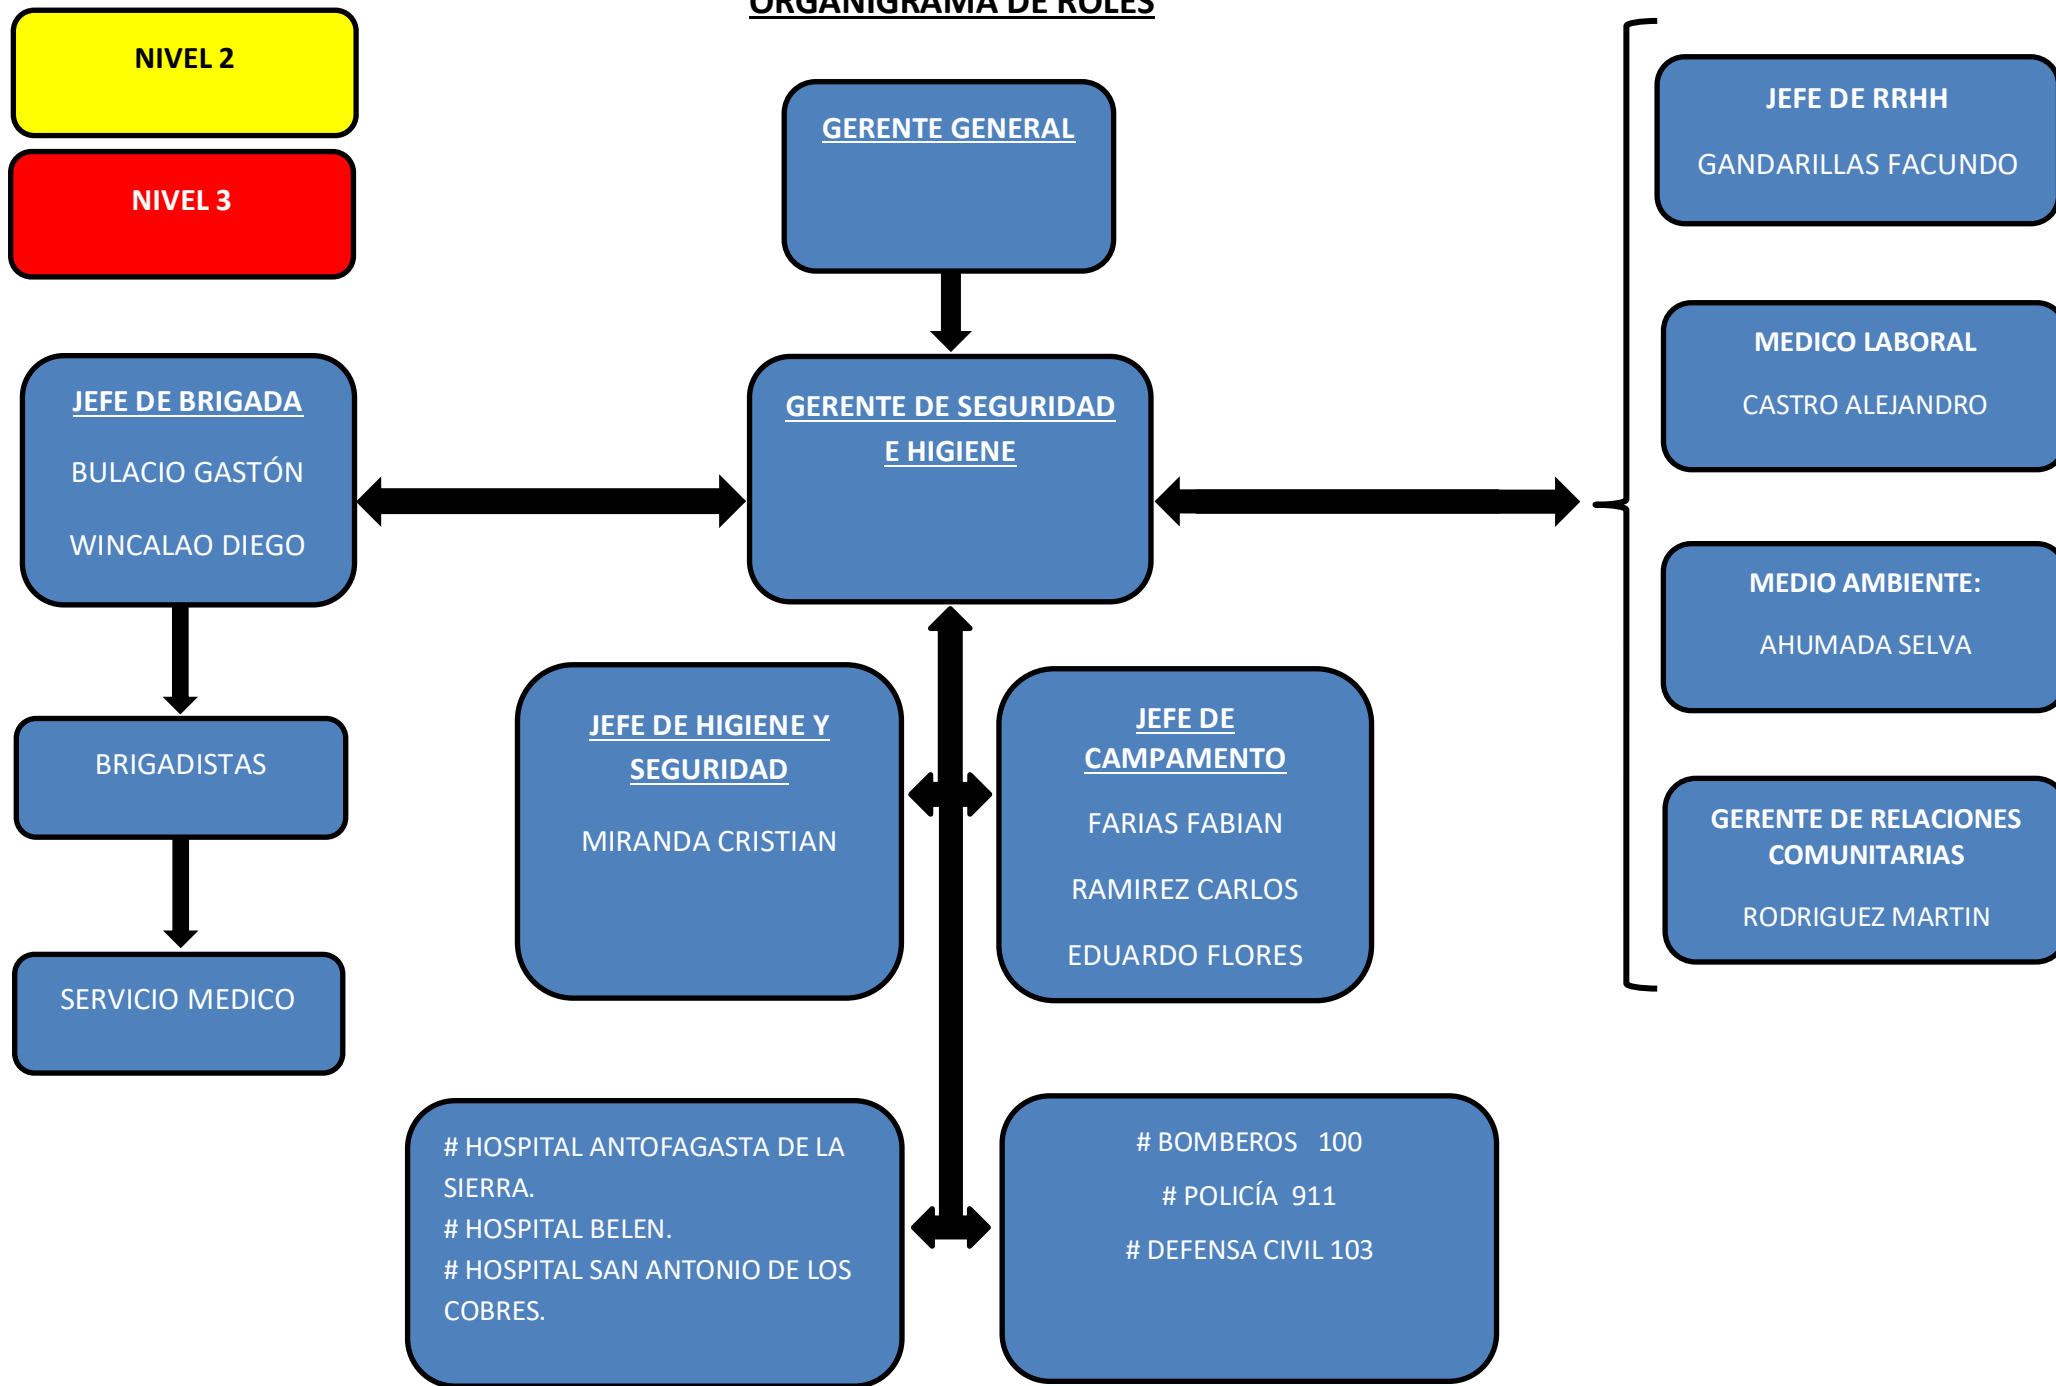 ORGANIGRAMA DE ROLES
NIVEL 2
NIVEL 3
GERENTE GENERAL
JEFE DE RRHH
GANDARILLAS FACUNDO
MEDICO LABORAL
CASTRO ALEJANDRO
JEFE DE BRIGADA
BULACIO GASTÓN
WINCALAO DIEGO
GERENTE DE SEGURIDAD
E HIGIENE
MEDIO AMBIENTE:
AHUMADA SELVA
BRIGADISTAS
JEFE DE HIGIENE Y
SEGURIDAD
MIRANDA CRISTIAN
JEFE DE
CAMPAMENTO
FARIAS FABIAN
RAMIREZ CARLOS
EDUARDO FLORES
GERENTE DE RELACIONES
COMUNITARIAS
RODRIGUEZ MARTIN
SERVICIO MEDICO
# HOSPITAL ANTOFAGASTA DE LA
SIERRA.
# HOSPITAL BELEN.
# HOSPITAL SAN ANTONIO DE LOS
COBRES.
# BOMBEROS   100
# POLICÍA  911
# DEFENSA CIVIL 103